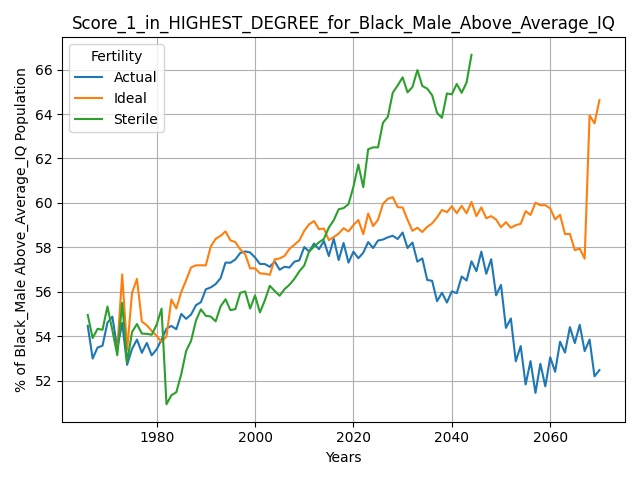 Score_1_in_HIGHEST_DEGREE_for_Black_Male_Above_Average_IQ
Fertility
Actual
Ideal
Sterile
% of Black_Male Above_Average_IQ Population
66
64
62
60
58
56
54
52
1980
2000
2020
2040
2060
Years